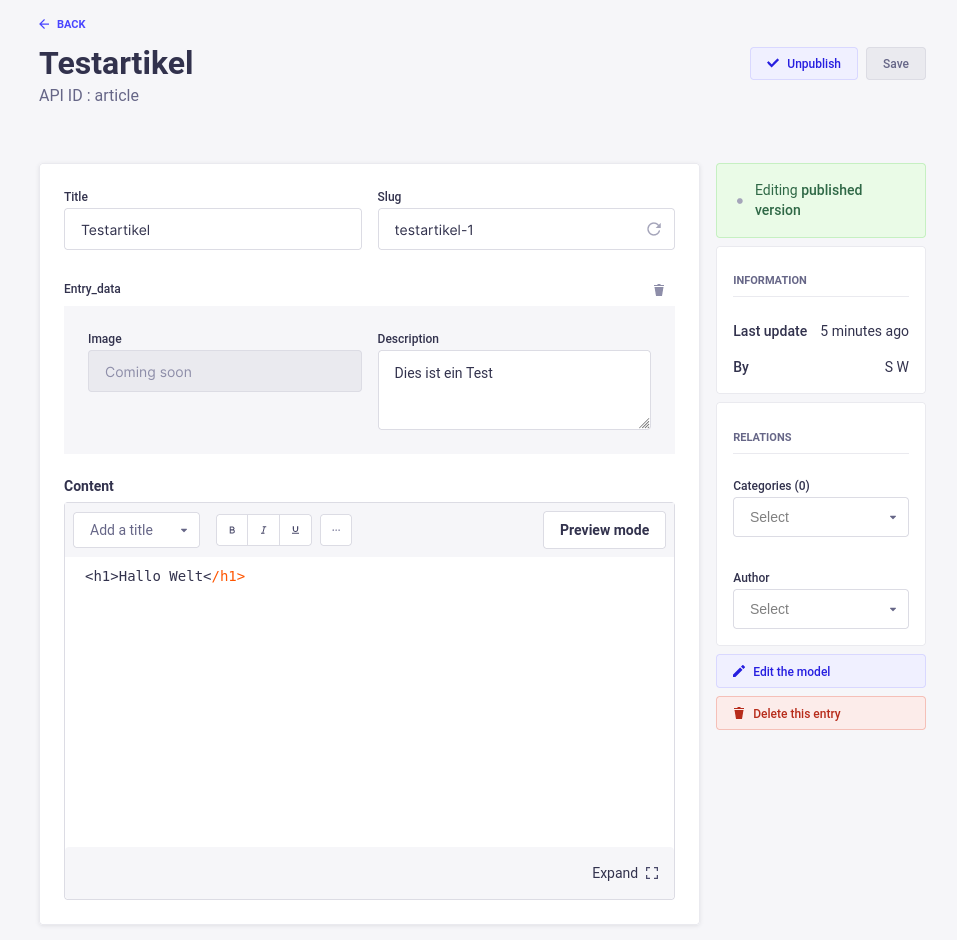 BACK
Testartikel
API ID : article
Unpublish
Save
Title
Testartikel
Slug
testartikel-1
Entry_data
Image
Coming soon
Description
Dies ist ein Test
Content
Add a title
B I U ...
Preview mode
<h1>Hallo Welt</h1>
Expand
Editing published
version
INFORMATION
Last update 5 minutes ago
By S W
RELATIONS
Categories (0)
Select
Author
Select
Edit the model
Delete this entry